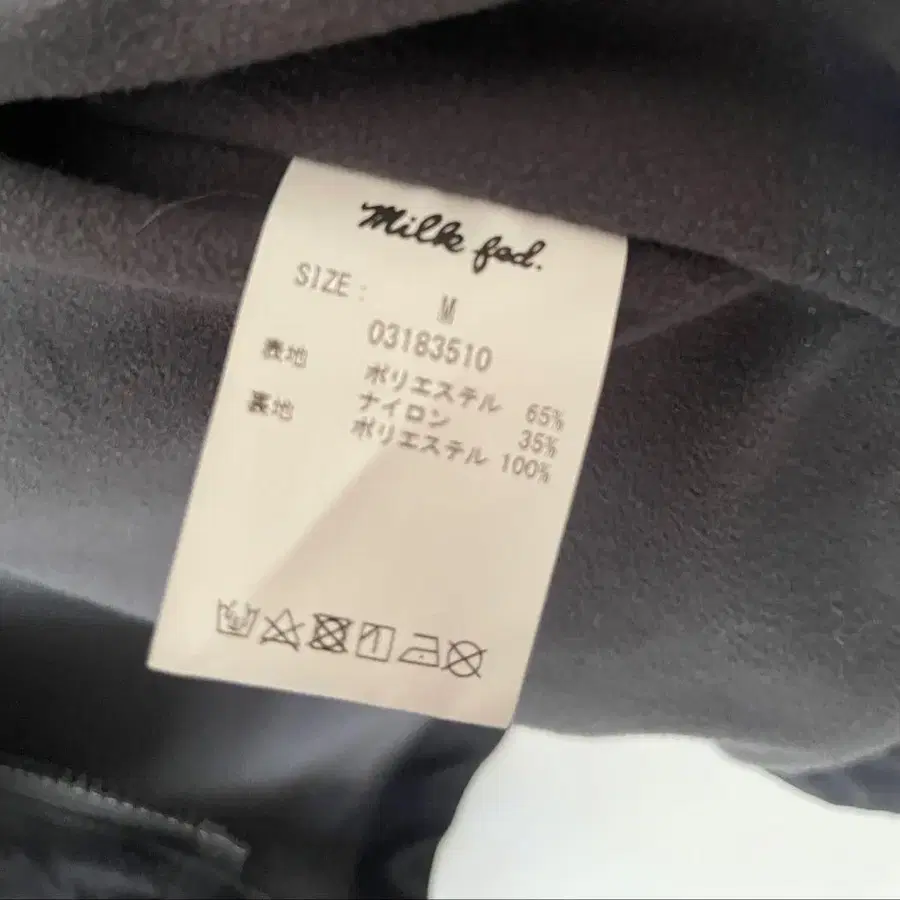 Milk fed.
SIZE : M
03183510
表地 ポリエステル 65%
ナイロン 35%
裏地 ポリエステル 100%